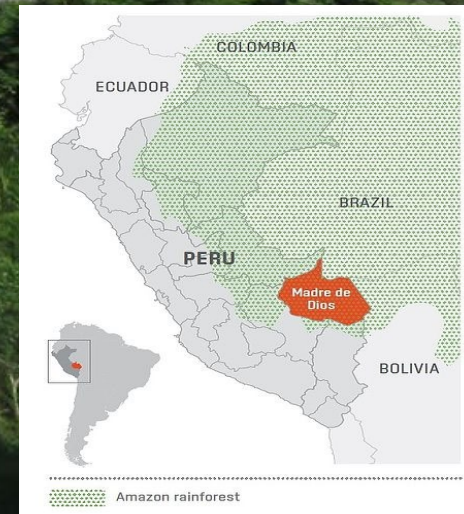 COLOMBIA
ECUADOR
BRAZIL
PERU
Madre de
Dios
BOLIVIA
Amazon rainforest